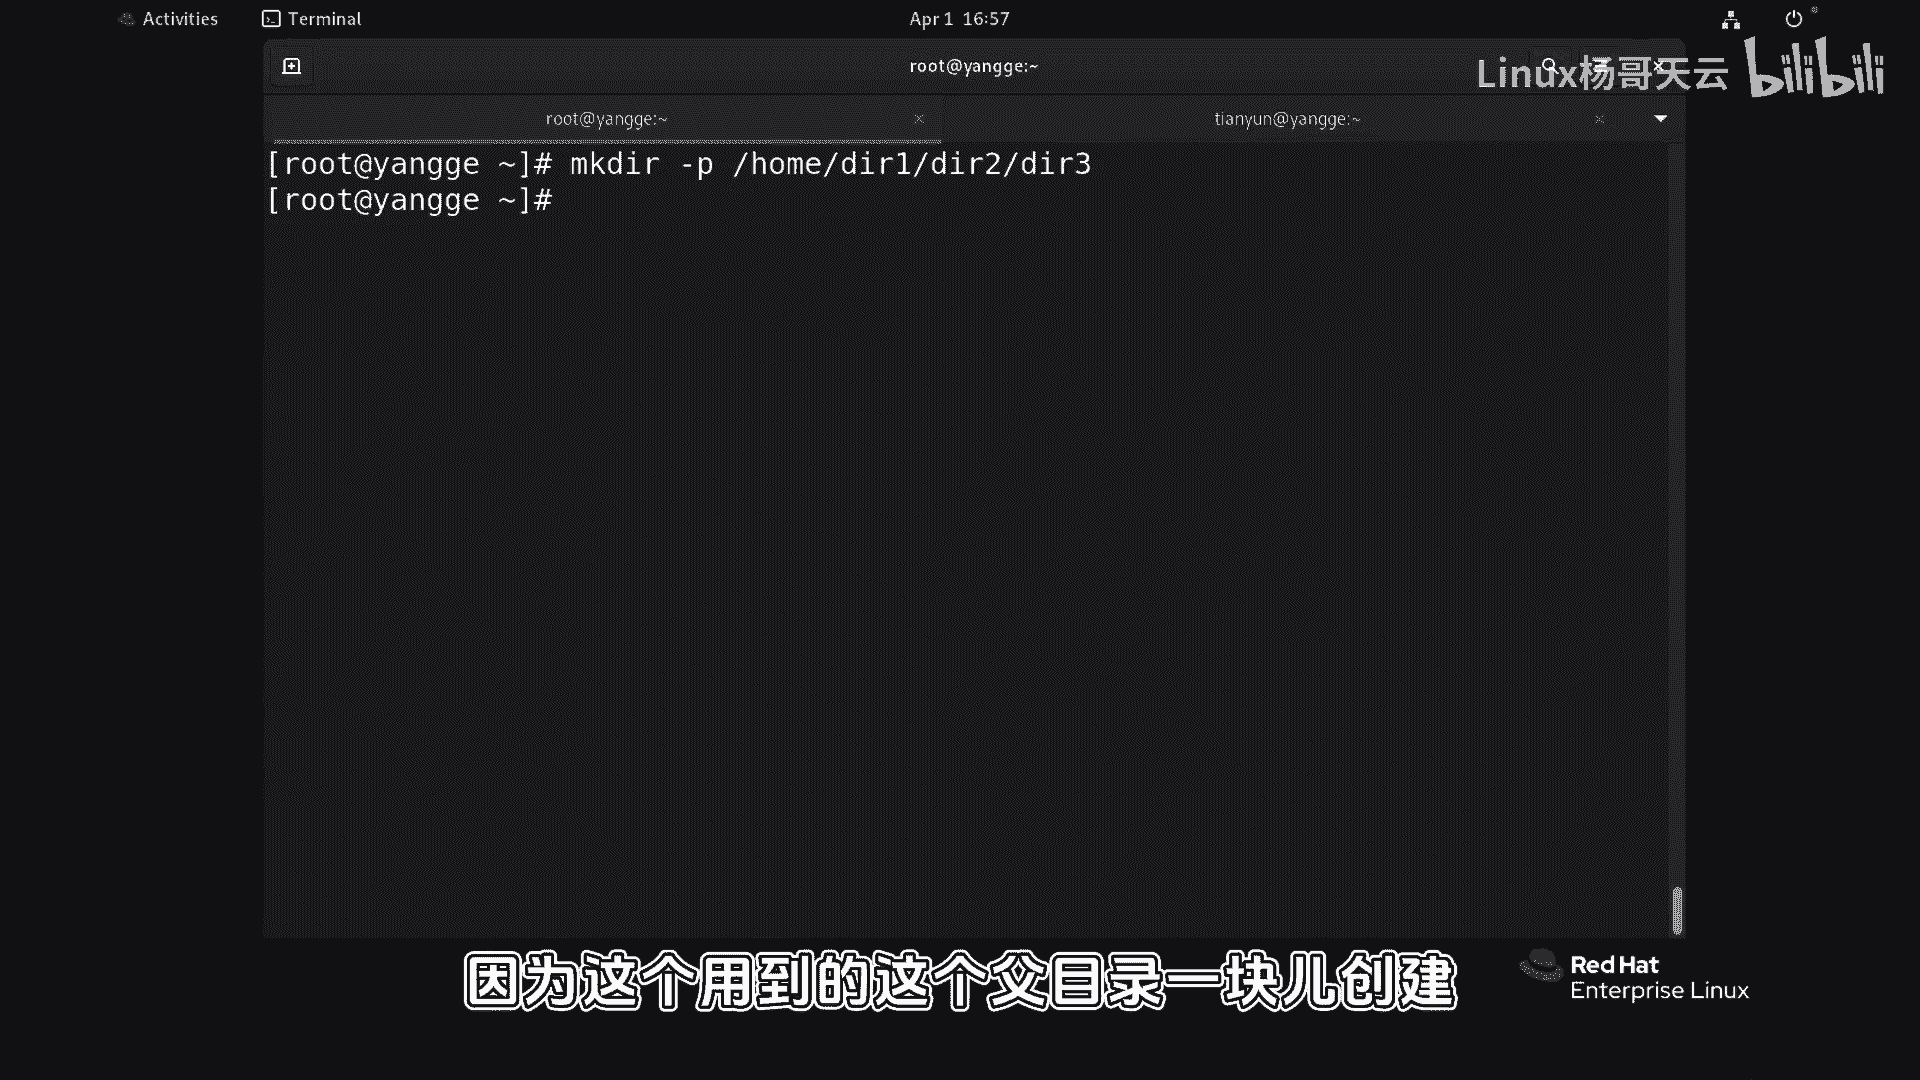 Activities
Terminal
Apr 1 16:57
root@yangge:~
Linux杨哥天云 bilibili
root@yangge:~
tianyun@yangge:~
[root@yangge ~]# mkdir -p /home/dir1/dir2/dir3
[root@yangge ~]#
因为这个用到的这个父目录一块儿创建
Red Hat
Enterprise Linux